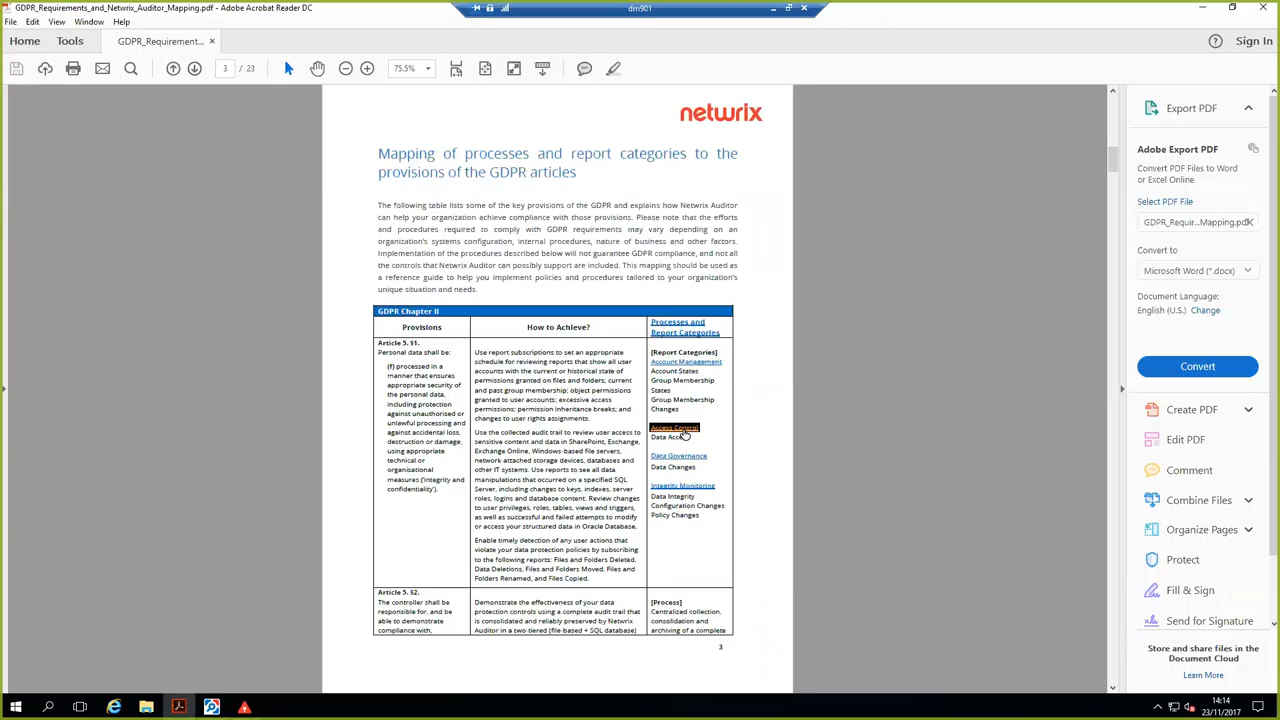 GDPR_Requirements_and_Netwrix_Auditor_Mapping.pdf - Adobe Acrobat Reader DC
dm901
File Edit View Window Help
Home Tools GDPR_Requirement... ×
Sign In
3 / 23
75.5%
netwrix
Mapping of processes and report categories to the
provisions of the GDPR articles
The following table lists some of the key provisions of the GDPR and explains how Netwrix Auditor
can help your organization achieve compliance with those provisions. Please note that the efforts
and procedures required to comply with GDPR requirements may vary depending on an
organization's systems configuration, internal procedures, nature of business and other factors.
Implementation of the procedures described below will not guarantee GDPR compliance, and not all
the controls that Netwrix Auditor can possibly support are included. This mapping should be used as
a reference guide to help you implement policies and procedures tailored to your organization's
unique situation and needs.
GDPR Chapter II
Provisions
How to Achieve?
Processes and
Report Categories
Article 5. §1.
Personal data shall be:
(f) processed in a
manner that ensures
appropriate security of
the personal data,
including protection
against unauthorised or
unlawful processing and
against accidental loss,
destruction or damage,
using appropriate
technical or
organisational
measures ('integrity and
confidentiality').
Use report subscriptions to set an appropriate
schedule for reviewing reports that show all user
accounts with the current or historical state of
permissions granted on files and folders; current
and past group membership; object permissions
granted to user accounts; excessive access
permissions; permission inheritance breaks; and
changes to user rights assignments.
Use the collected audit trail to review user access to
sensitive content and data in SharePoint, Exchange,
Exchange Online, Windows-based file servers,
network-attached storage devices, databases and
other IT systems. Use reports to see all data
manipulations that occurred on a specified SQL
Server, including changes to keys, indexes, server
roles, logins and database content. Review changes
to user privileges, roles, tables, views and triggers,
as well as successful and failed attempts to modify
or access your structured data in Oracle Database.
Enable timely detection of any user actions that
violate your data protection policies by subscribing
to the following reports: Files and Folders Deleted,
Data Deletions, Files and Folders Moved, Files and
Folders Renamed, and Files Copied.
[Report Categories]
Account Management
Account States
Group Membership
States
Group Membership
Changes
Access Control
Data Acce
Data Governance
Data Changes
Integrity Monitoring
Data Integrity
Configuration Changes
Policy Changes
Article 5. §2.
The controller shall be
responsible for, and be
able to demonstrate
compliance with,
Demonstrate the effectiveness of your data
protection controls using a complete audit trail that
is consolidated and reliably preserved by Netwrix
Auditor in a two-tiered (file-based + SQL database)
[Process]
Centralized collection,
consolidation and
archiving of a complete
3
Export PDF
Adobe Export PDF
Convert PDF Files to Word
or Excel Online
Select PDF File
GDPR_Requir...Mapping.pdf
Convert to
Microsoft Word (*.docx)
Document Language:
English (U.S.) Change
Convert
Create PDF
Edit PDF
Comment
Combine Files
Organize Pages
Protect
Fill & Sign
Send for Signature
Store and share files in the
Document Cloud
Learn More
14:14
23/11/2017